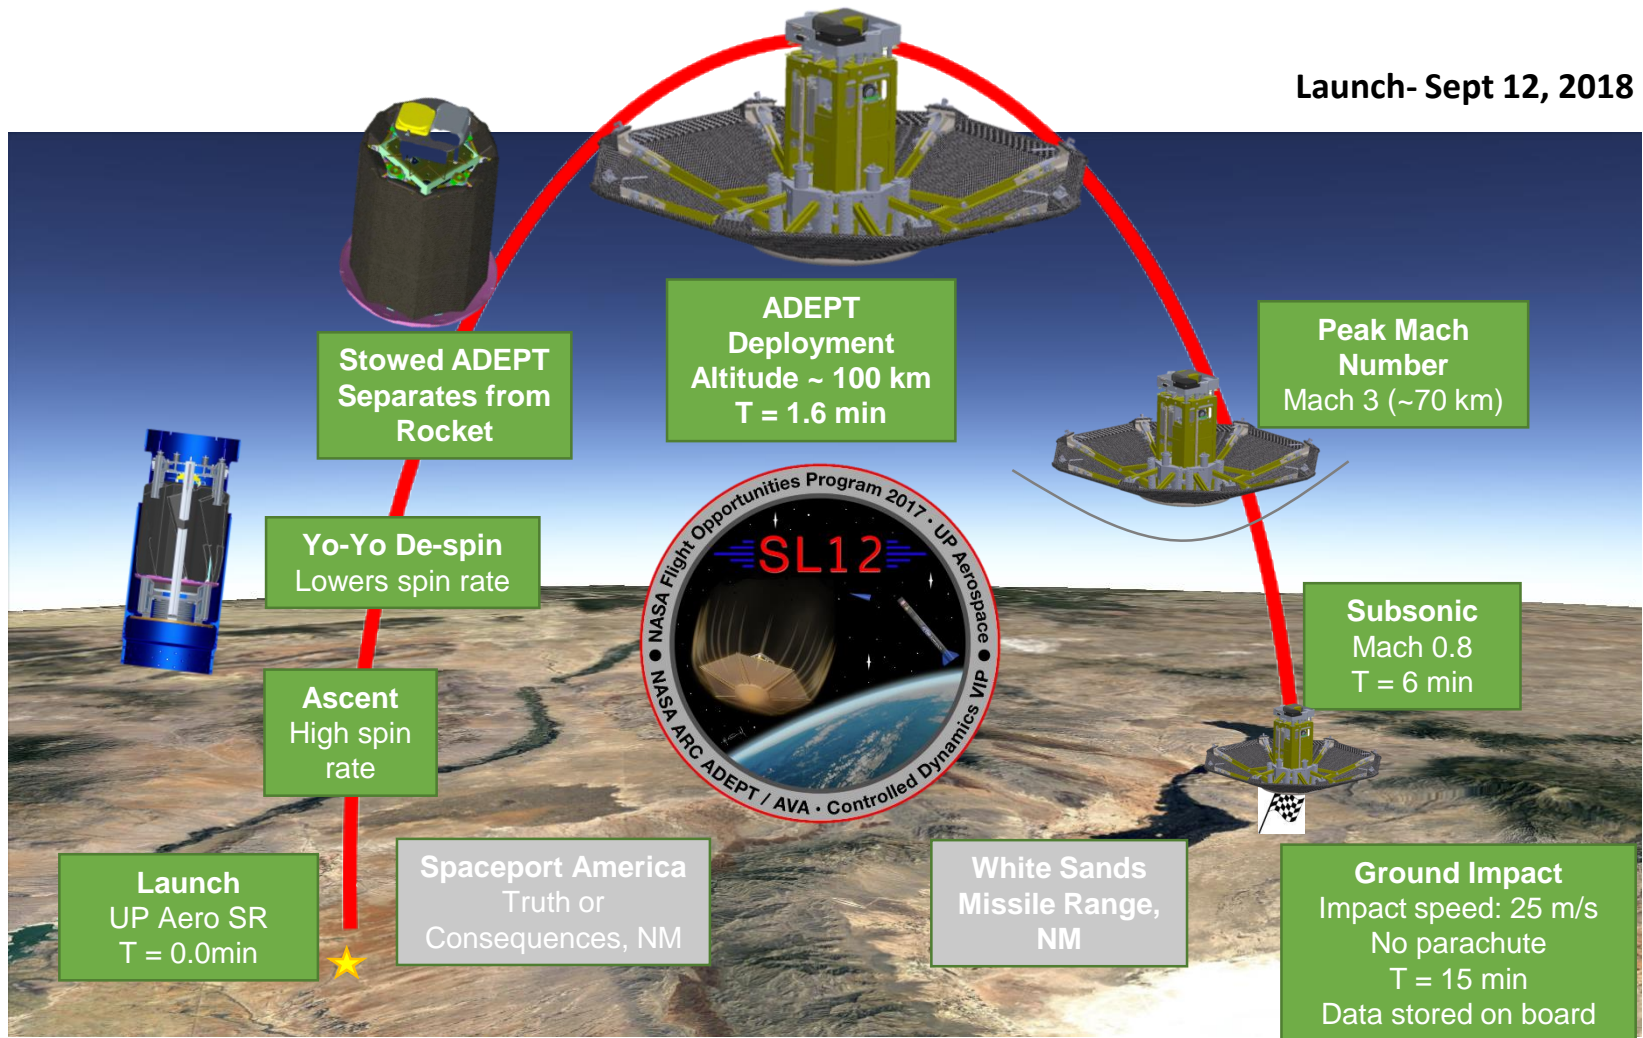 Launch- Sept 12, 2018
ADEPT
Deployment
Altitude ~ 100 km
T = 1.6 min
Stowed ADEPT
Separates from
Rocket
Peak Mach
Number
Mach 3 (~70 km)
Yo-Yo De-spin
Lowers spin rate
NASA Flight Opportunities Program 2017 · UP Aerospace
SL12
NASA ARC ADEPT / AVA · Controlled Dynamics VIP
Subsonic
Mach 0.8
T = 6 min
Ascent
High spin
rate
Launch
UP Aero SR
T = 0.0min
Spaceport America
Truth or
Consequences, NM
White Sands
Missile Range,
NM
Ground Impact
Impact speed: 25 m/s
No parachute
T = 15 min
Data stored on board